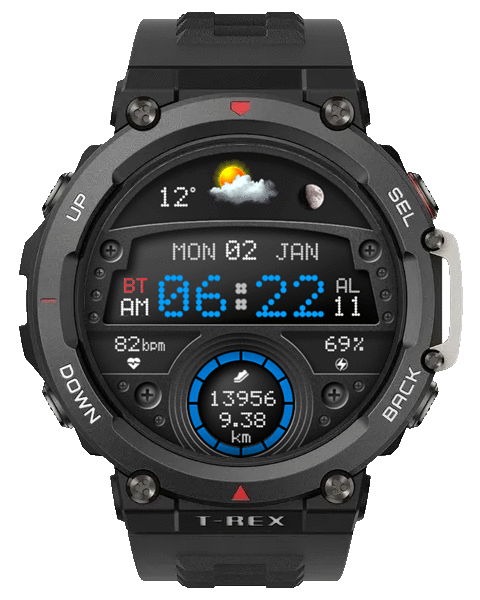 12°
UP
SEL
MON 02 JAN
BT
AM
06:22
AL
11
82bpm
69%
13956
9.38
km
DOWN
BACK
T-REX